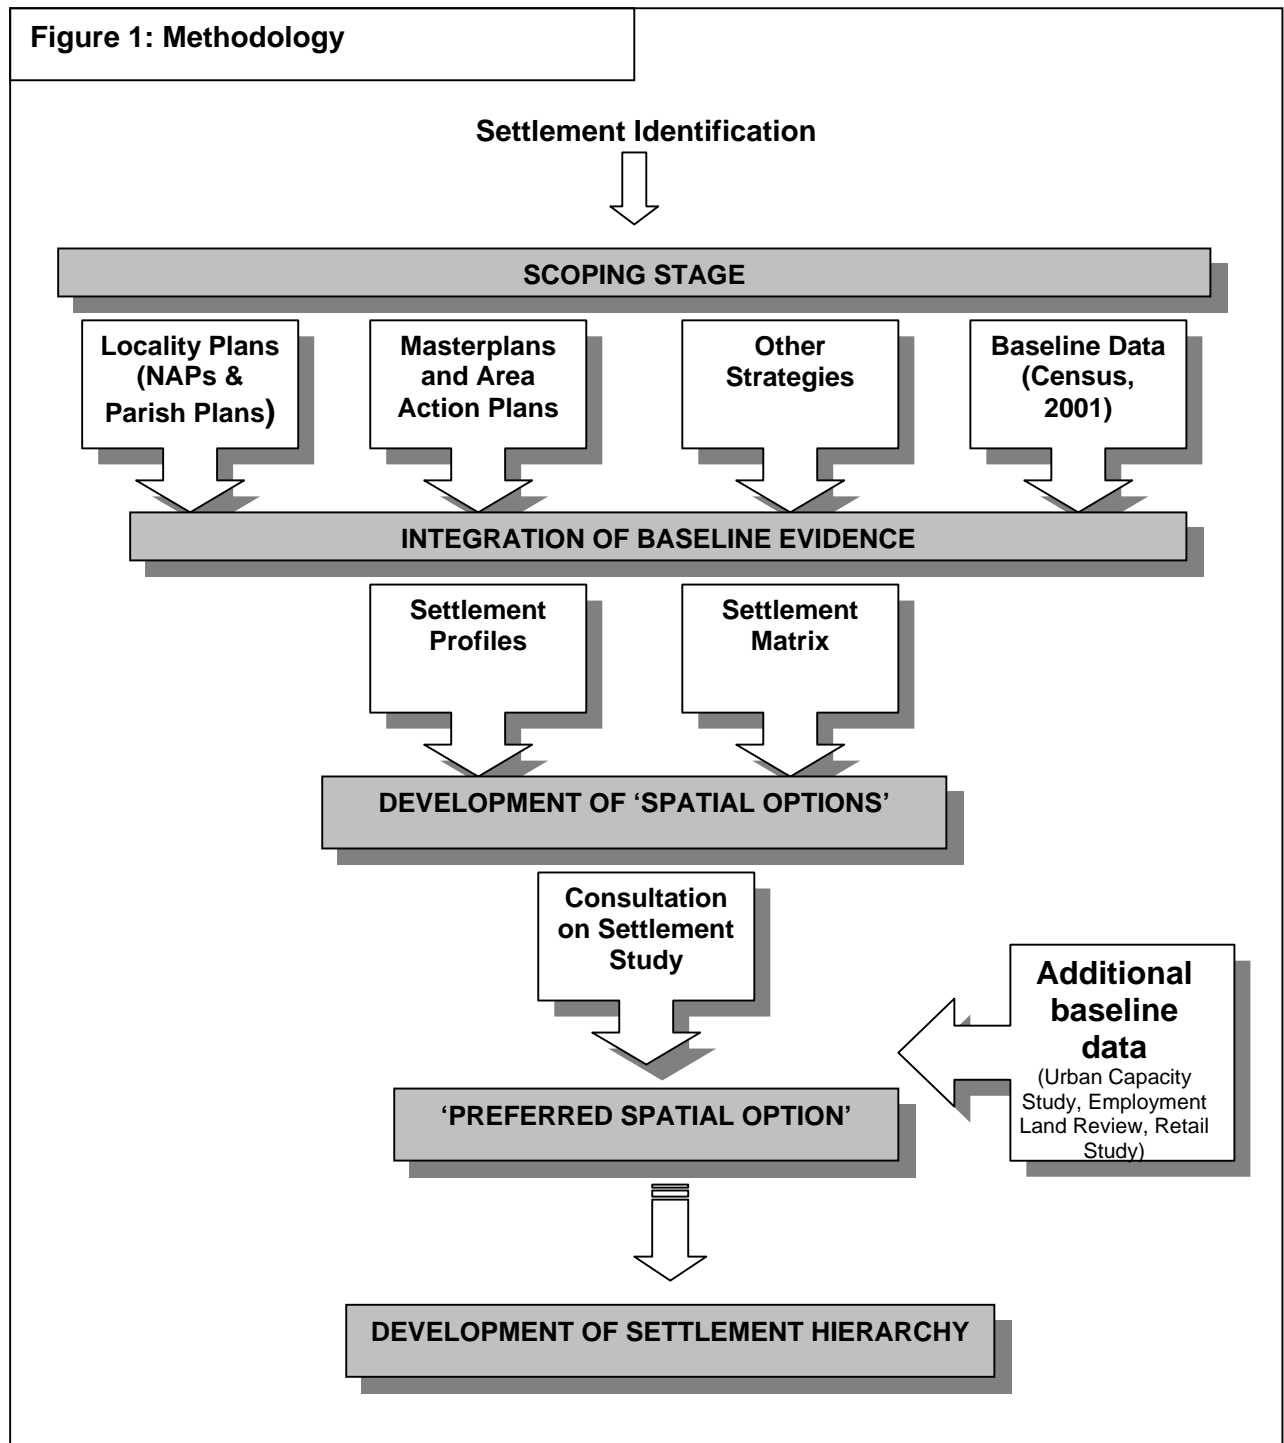 Figure 1: Methodology
Settlement Identification
SCOPING STAGE
Locality Plans
(NAPs &
Parish Plans)
Masterplans
and Area
Action Plans
Other
Strategies
Baseline Data
(Census,
2001)
INTEGRATION OF BASELINE EVIDENCE
Settlement
Profiles
Settlement
Matrix
DEVELOPMENT OF ‘SPATIAL OPTIONS’
Consultation
on Settlement
Study
Additional
baseline
data
(Urban Capacity
Study, Employment
Land Review, Retail
Study)
‘PREFERRED SPATIAL OPTION’
DEVELOPMENT OF SETTLEMENT HIERARCHY